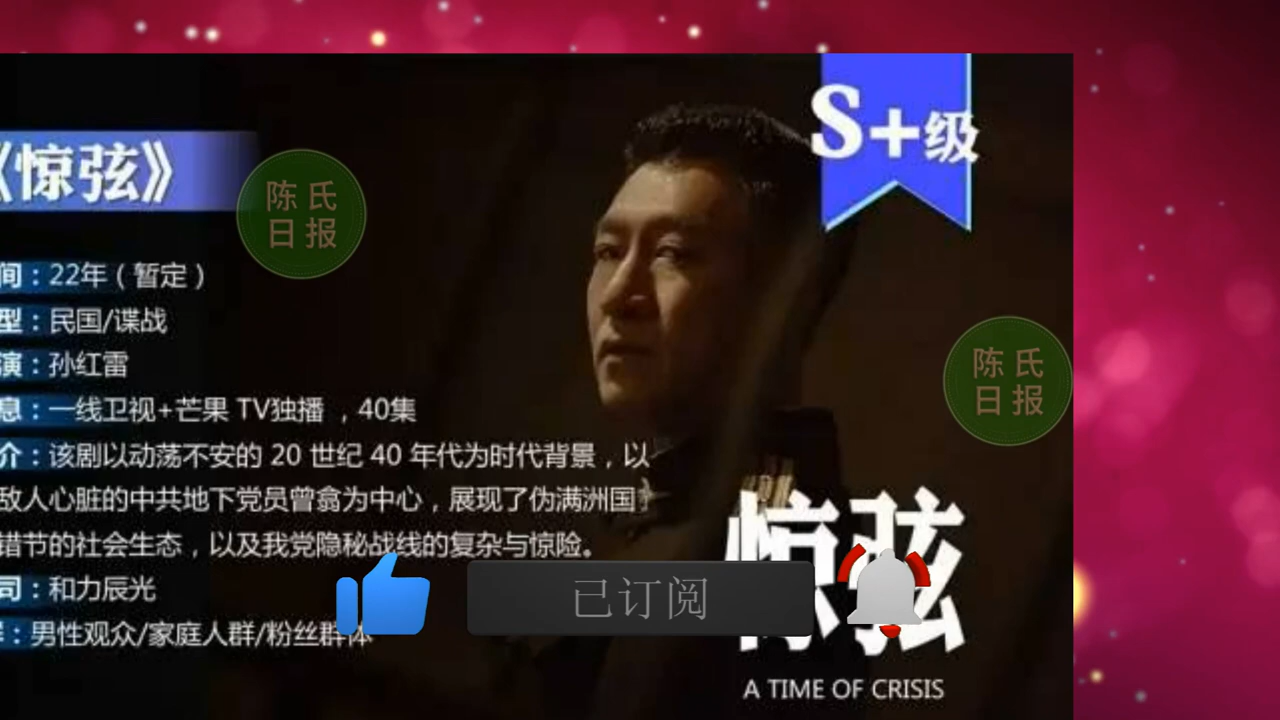 S+级
《惊弦》
陈氏
日报
间：22年（暂定）
型：民国/谍战
演：孙红雷
陈氏
日报
息：一线卫视+芒果 TV独播 ，40集
介：该剧以动荡不安的 20 世纪 40 年代为时代背景，以
敌人心脏的中共地下党员曾翕为中心，展现了伪满洲国
错节的社会生态，以及我党隐秘战线的复杂与惊险。
惊弦
司：和力辰光
已订阅
：男性观众/家庭人群/粉丝群体
A TIME OF CRISIS